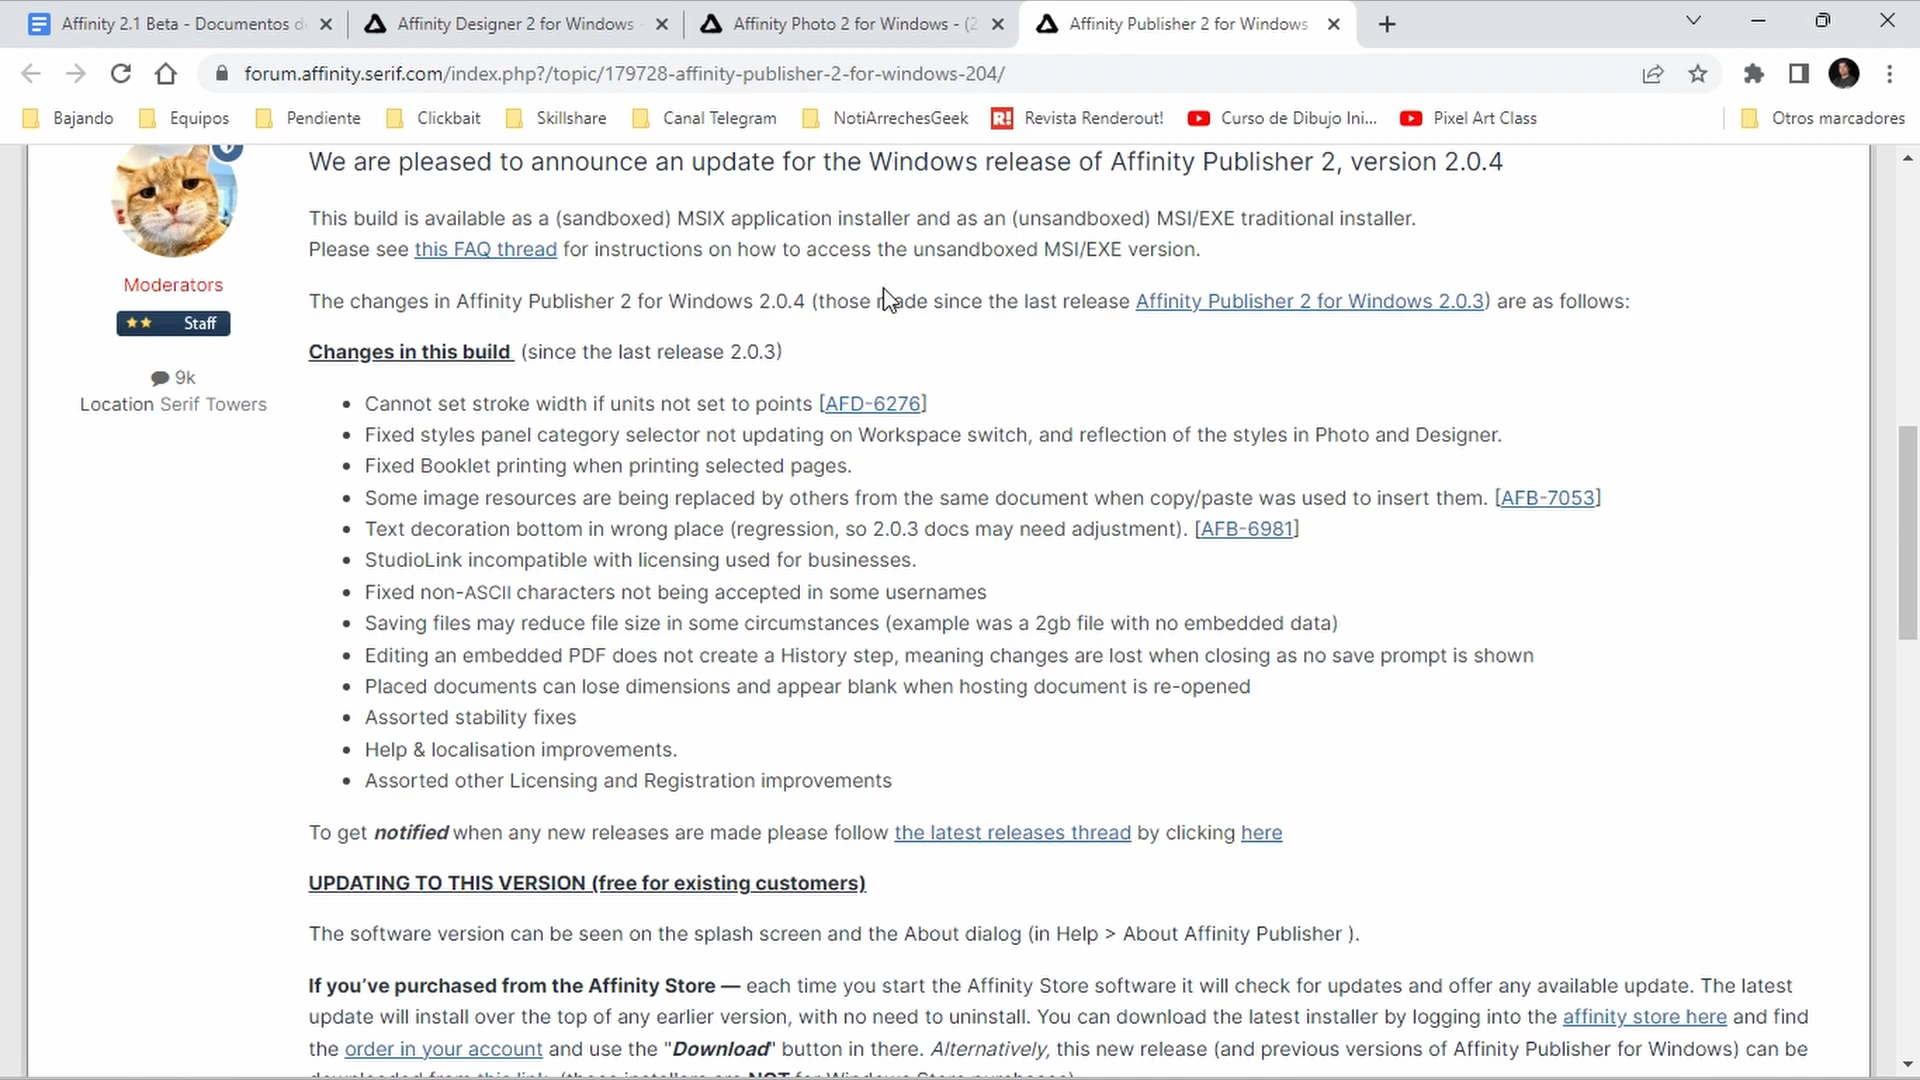 Affinity 2.1 Beta - Documentos d
Affinity Designer 2 for Windows
Affinity Photo 2 for Windows - (2
Affinity Publisher 2 for Windows
forum.affinity.serif.com/index.php?/topic/179728-affinity-publisher-2-for-windows-204/
Bajando
Equipos
Pendiente
Clickbait
Skillshare
Canal Telegram
NotiArrechesGeek
R! Revista Renderout!
Curso de Dibujo Ini...
Pixel Art Class
Otros marcadores
We are pleased to announce an update for the Windows release of Affinity Publisher 2, version 2.0.4
This build is available as a (sandboxed) MSIX application installer and as an (unsandboxed) MSI/EXE traditional installer.
Please see this FAQ thread for instructions on how to access the unsandboxed MSI/EXE version.
Moderators
Staff
9k
Location Serif Towers
The changes in Affinity Publisher 2 for Windows 2.0.4 (those made since the last release Affinity Publisher 2 for Windows 2.0.3) are as follows:
Changes in this build (since the last release 2.0.3)
• Cannot set stroke width if units not set to points [AFD-6276]
• Fixed styles panel category selector not updating on Workspace switch, and reflection of the styles in Photo and Designer.
• Fixed Booklet printing when printing selected pages.
• Some image resources are being replaced by others from the same document when copy/paste was used to insert them. [AFB-7053]
• Text decoration bottom in wrong place (regression, so 2.0.3 docs may need adjustment). [AFB-6981]
• StudioLink incompatible with licensing used for businesses.
• Fixed non-ASCII characters not being accepted in some usernames
• Saving files may reduce file size in some circumstances (example was a 2gb file with no embedded data)
• Editing an embedded PDF does not create a History step, meaning changes are lost when closing as no save prompt is shown
• Placed documents can lose dimensions and appear blank when hosting document is re-opened
• Assorted stability fixes
• Help & localisation improvements.
• Assorted other Licensing and Registration improvements
To get notified when any new releases are made please follow the latest releases thread by clicking here
UPDATING TO THIS VERSION (free for existing customers)
The software version can be seen on the splash screen and the About dialog (in Help > About Affinity Publisher ).
If you've purchased from the Affinity Store — each time you start the Affinity Store software it will check for updates and offer any available update. The latest
update will install over the top of any earlier version, with no need to uninstall. You can download the latest installer by logging into the affinity store here and find
the order in your account and use the "Download" button in there. Alternatively, this new release (and previous versions of Affinity Publisher for Windows) can be
downloaded from this link, (these installers are NOT for Windows Store purchases)